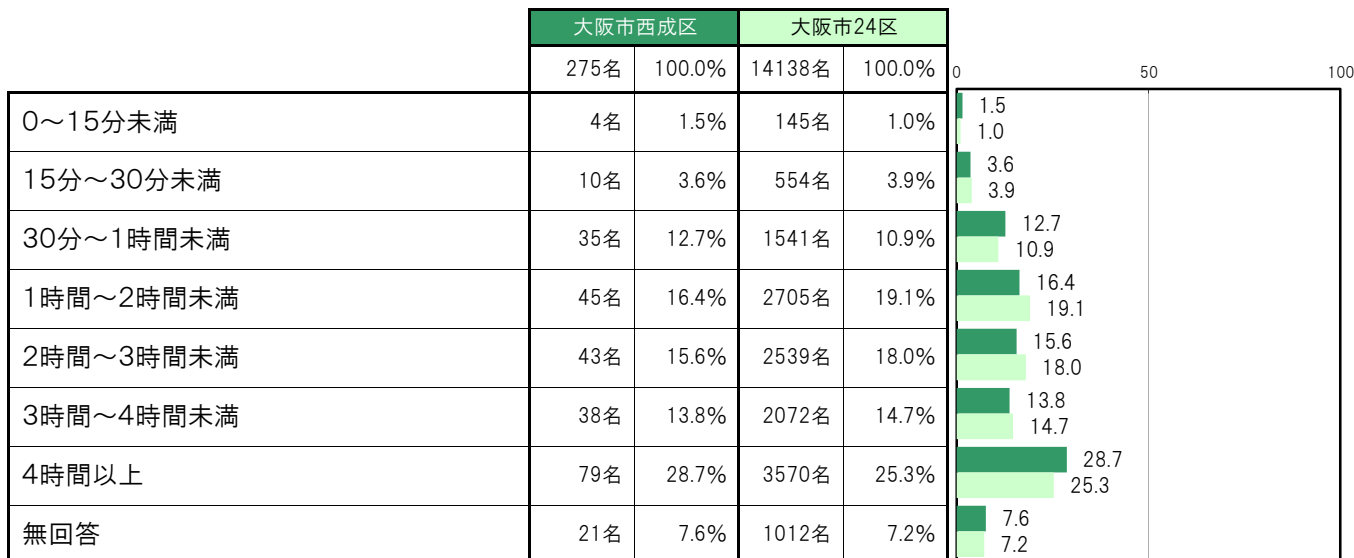 大阪市西成区 大阪市24区
275名 100.0% 14138名 100.0% 0 50 100
0～15分未満 4名 1.5% 145名 1.0% 1.5
1.0
15分～30分未満 10名 3.6% 554名 3.9% 3.6
3.9
30分～1時間未満 35名 12.7% 1541名 10.9% 12.7
10.9
1時間～2時間未満 45名 16.4% 2705名 19.1% 16.4
19.1
2時間～3時間未満 43名 15.6% 2539名 18.0% 15.6
18.0
3時間～4時間未満 38名 13.8% 2072名 14.7% 13.8
14.7
4時間以上 79名 28.7% 3570名 25.3% 28.7
25.3
無回答 21名 7.6% 1012名 7.2% 7.6
7.2